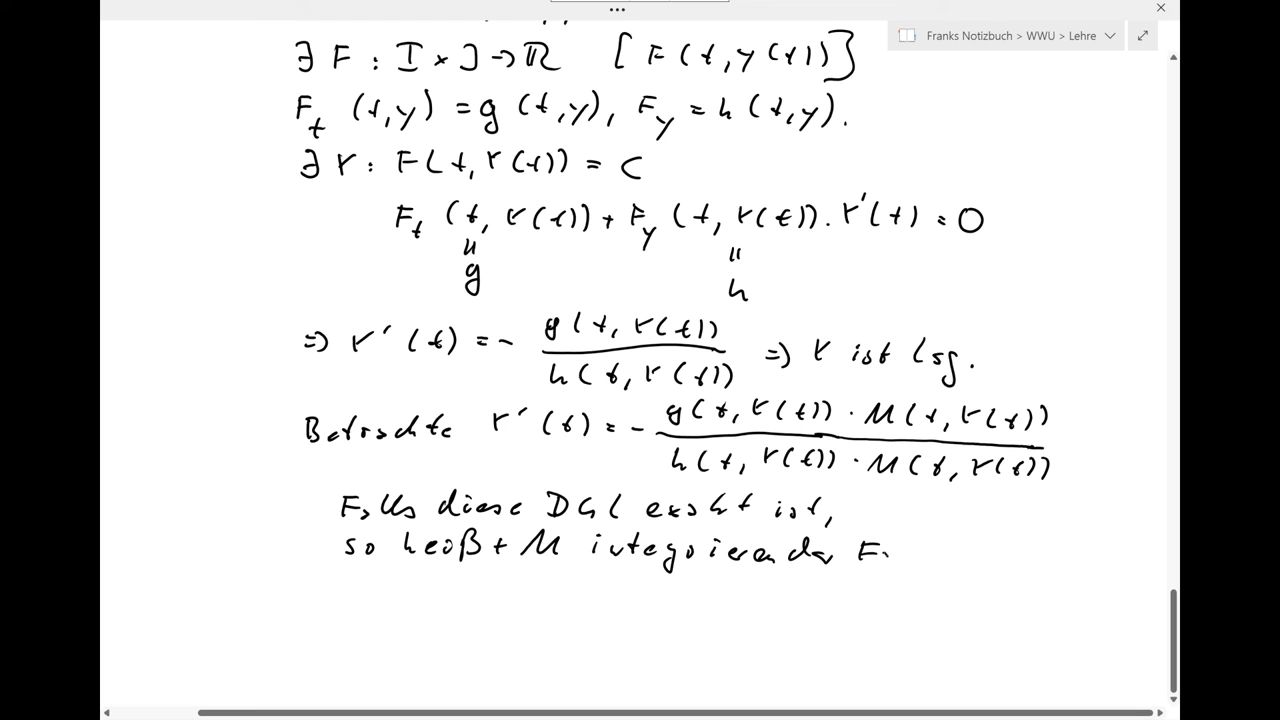 Franks Notizbuch > WWU > Lehre
∃ F : I × J → ℝ [F(t, y(t))]
F_t (t,y) = g (t,y), F_y = h (t,y).
∃ r : F(t, r(t)) = C
F_t (t, r(t)) + F_y (t, r(t)) · r'(t) = 0
"     "
g     h
⇒ r'(t) = - g(t, r(t)) / h(t, r(t)) ⇒ r ist Lsg.
Betrachte r'(t) = - g(t, r(t)) · M(t, r(t)) / h(t, r(t)) · M(t, r(t))
Falls diese DGL exakt ist,
so heißt M integrierender F.